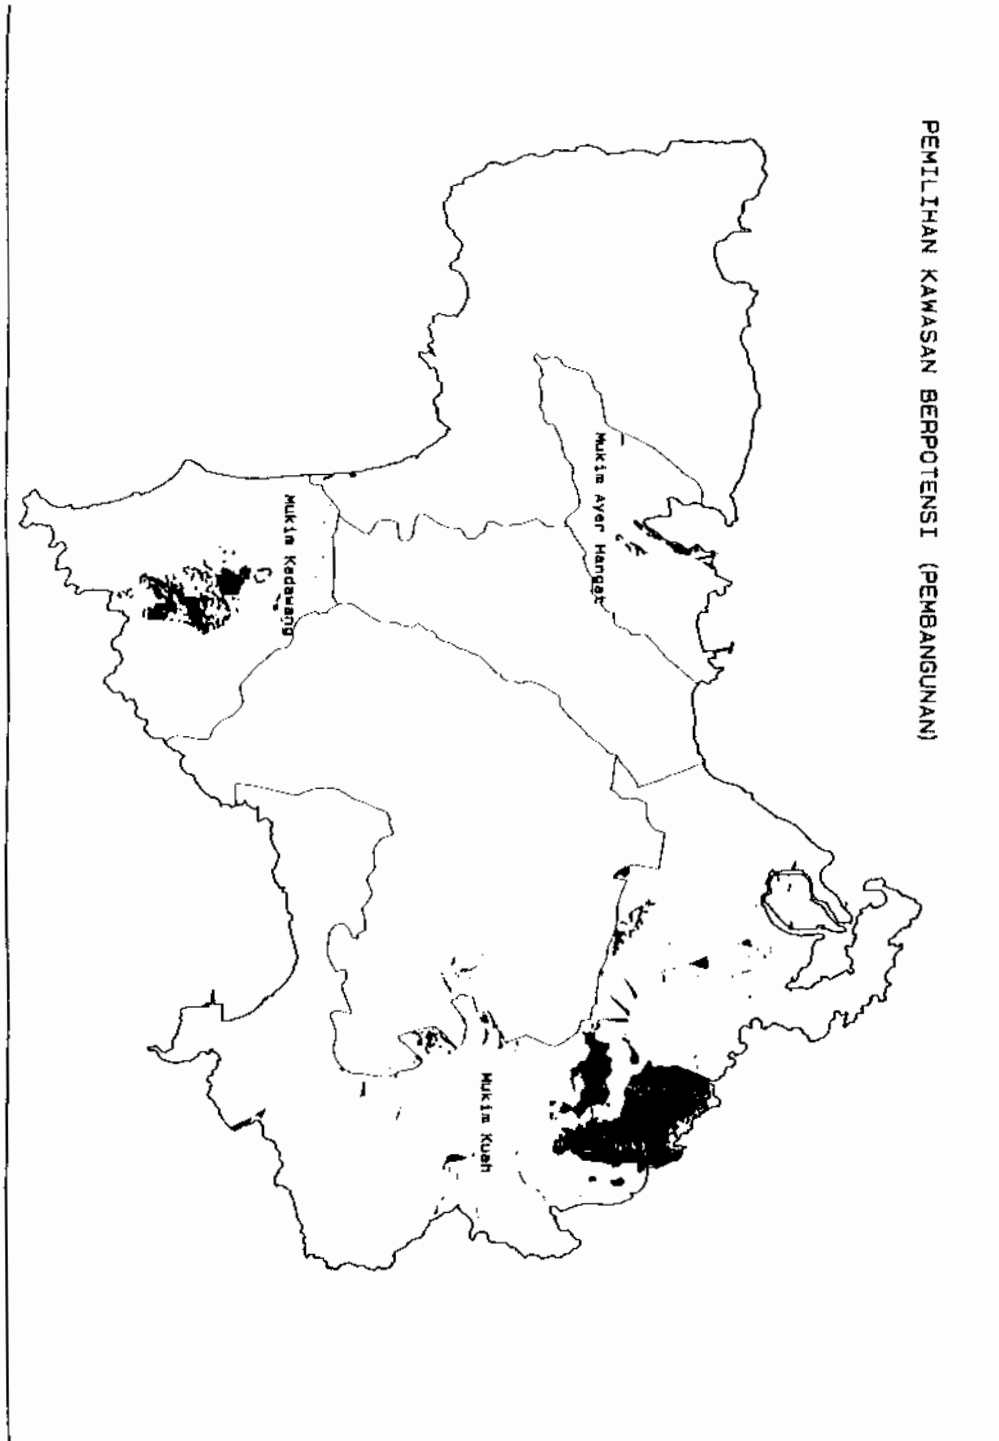 PEMILIHAN KAWASAN BERPOTENSI (PEMBANGUNAN)
Mukim Ayer Hangat
Mukim Kedawang
Mukim Kuah